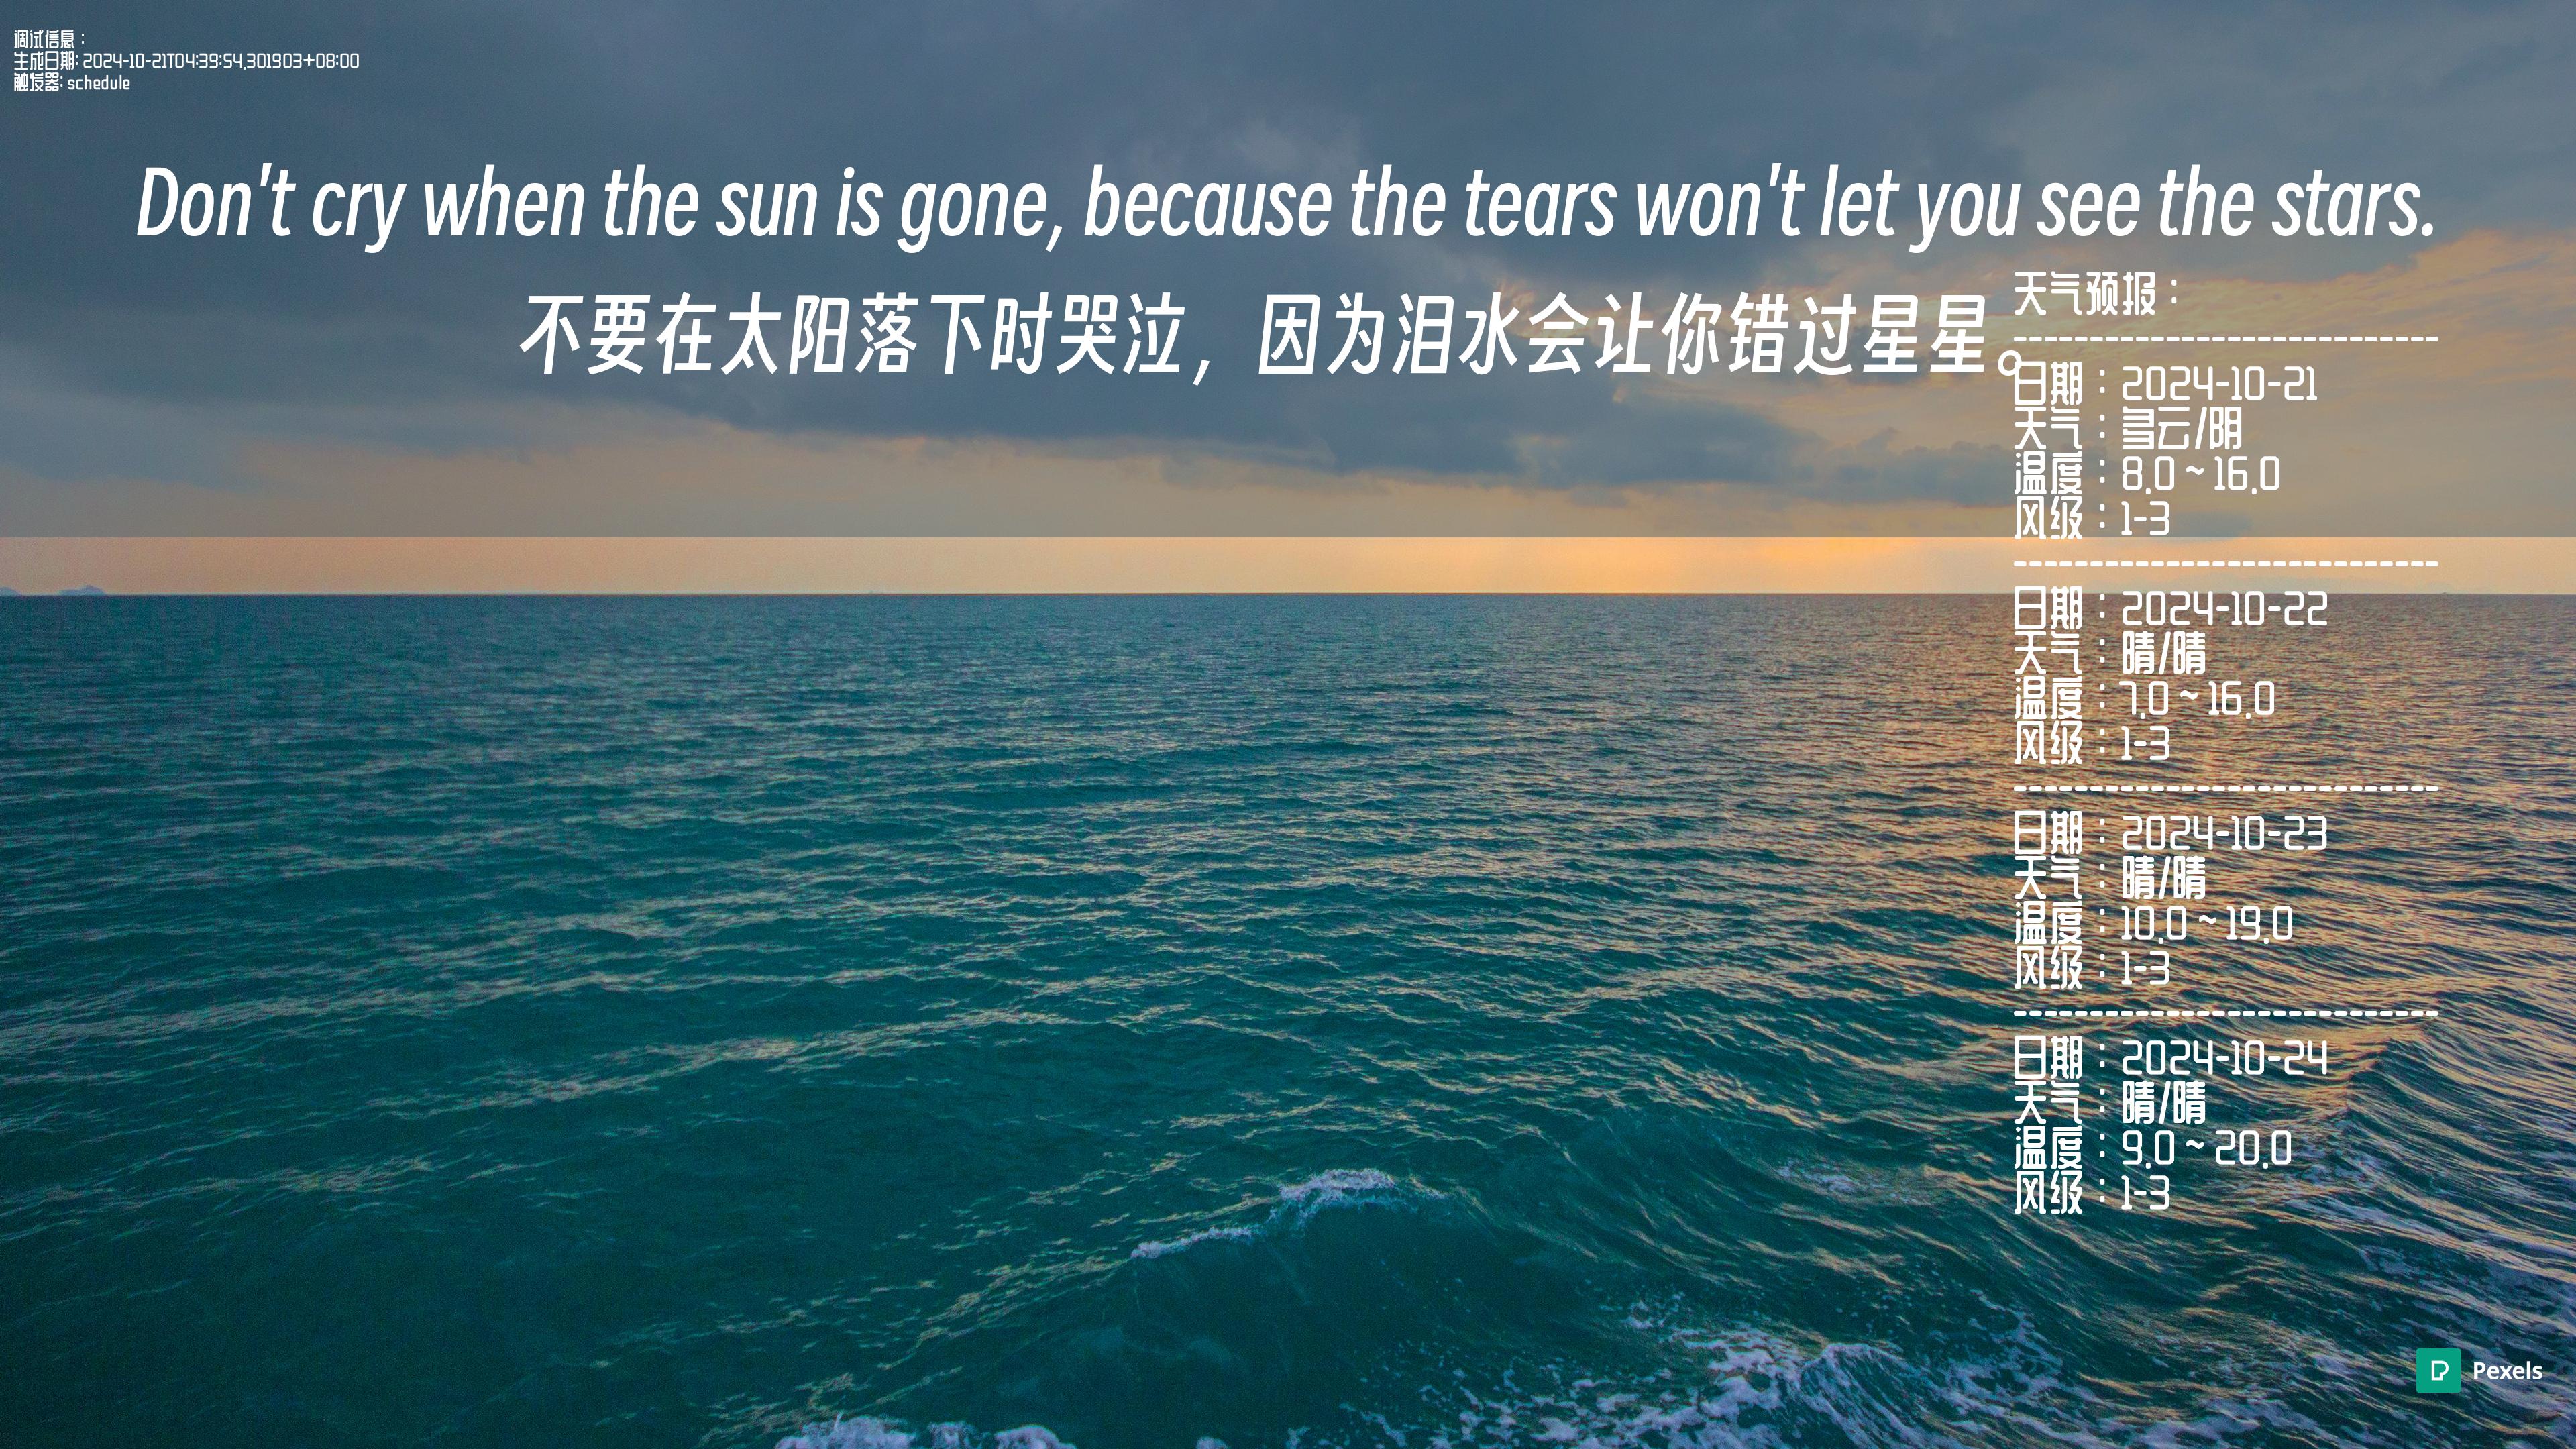 调试信息：
生成日期: 2024-10-21T04:39:54.301903+08:00
触发器: schedule
Don't cry when the sun is gone, because the tears won't let you see the stars.
不要在太阳落下时哭泣，因为泪水会让你错过星星。
天气预报：
----------------------------
日期：2024-10-21
天气：多云/阴
温度：8.0 ~ 16.0
风级：1-3
----------------------------
日期：2024-10-22
天气：晴/晴
温度：7.0 ~ 16.0
风级：1-3
----------------------------
日期：2024-10-23
天气：晴/晴
温度：10.0 ~ 19.0
风级：1-3
----------------------------
日期：2024-10-24
天气：晴/晴
温度：9.0 ~ 20.0
风级：1-3
Pexels